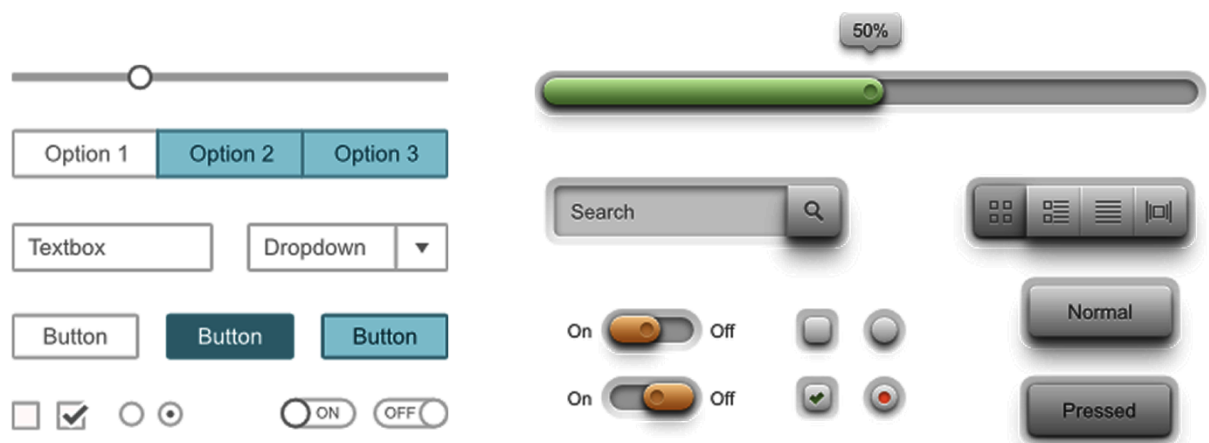 50%
Option 1 Option 2 Option 3
Search
Textbox Dropdown
Normal
Button Button Button
On Off
On Off
ON OFF
Pressed